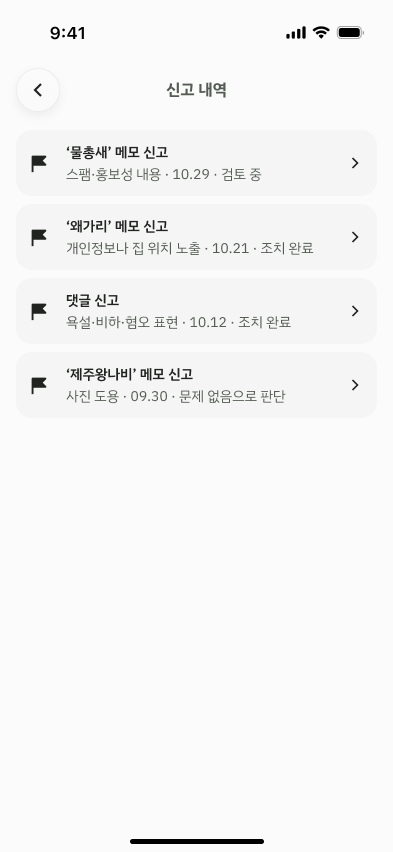 9:41
신고 내역
‘물총새’ 메모 신고
스팸·홍보성 내용 · 10.29 · 검토 중
‘왜가리’ 메모 신고
개인정보나 집 위치 노출 · 10.21 · 조치 완료
댓글 신고
욕설·비하·혐오 표현 · 10.12 · 조치 완료
‘제주왕나비’ 메모 신고
사진 도용 · 09.30 · 문제 없음으로 판단